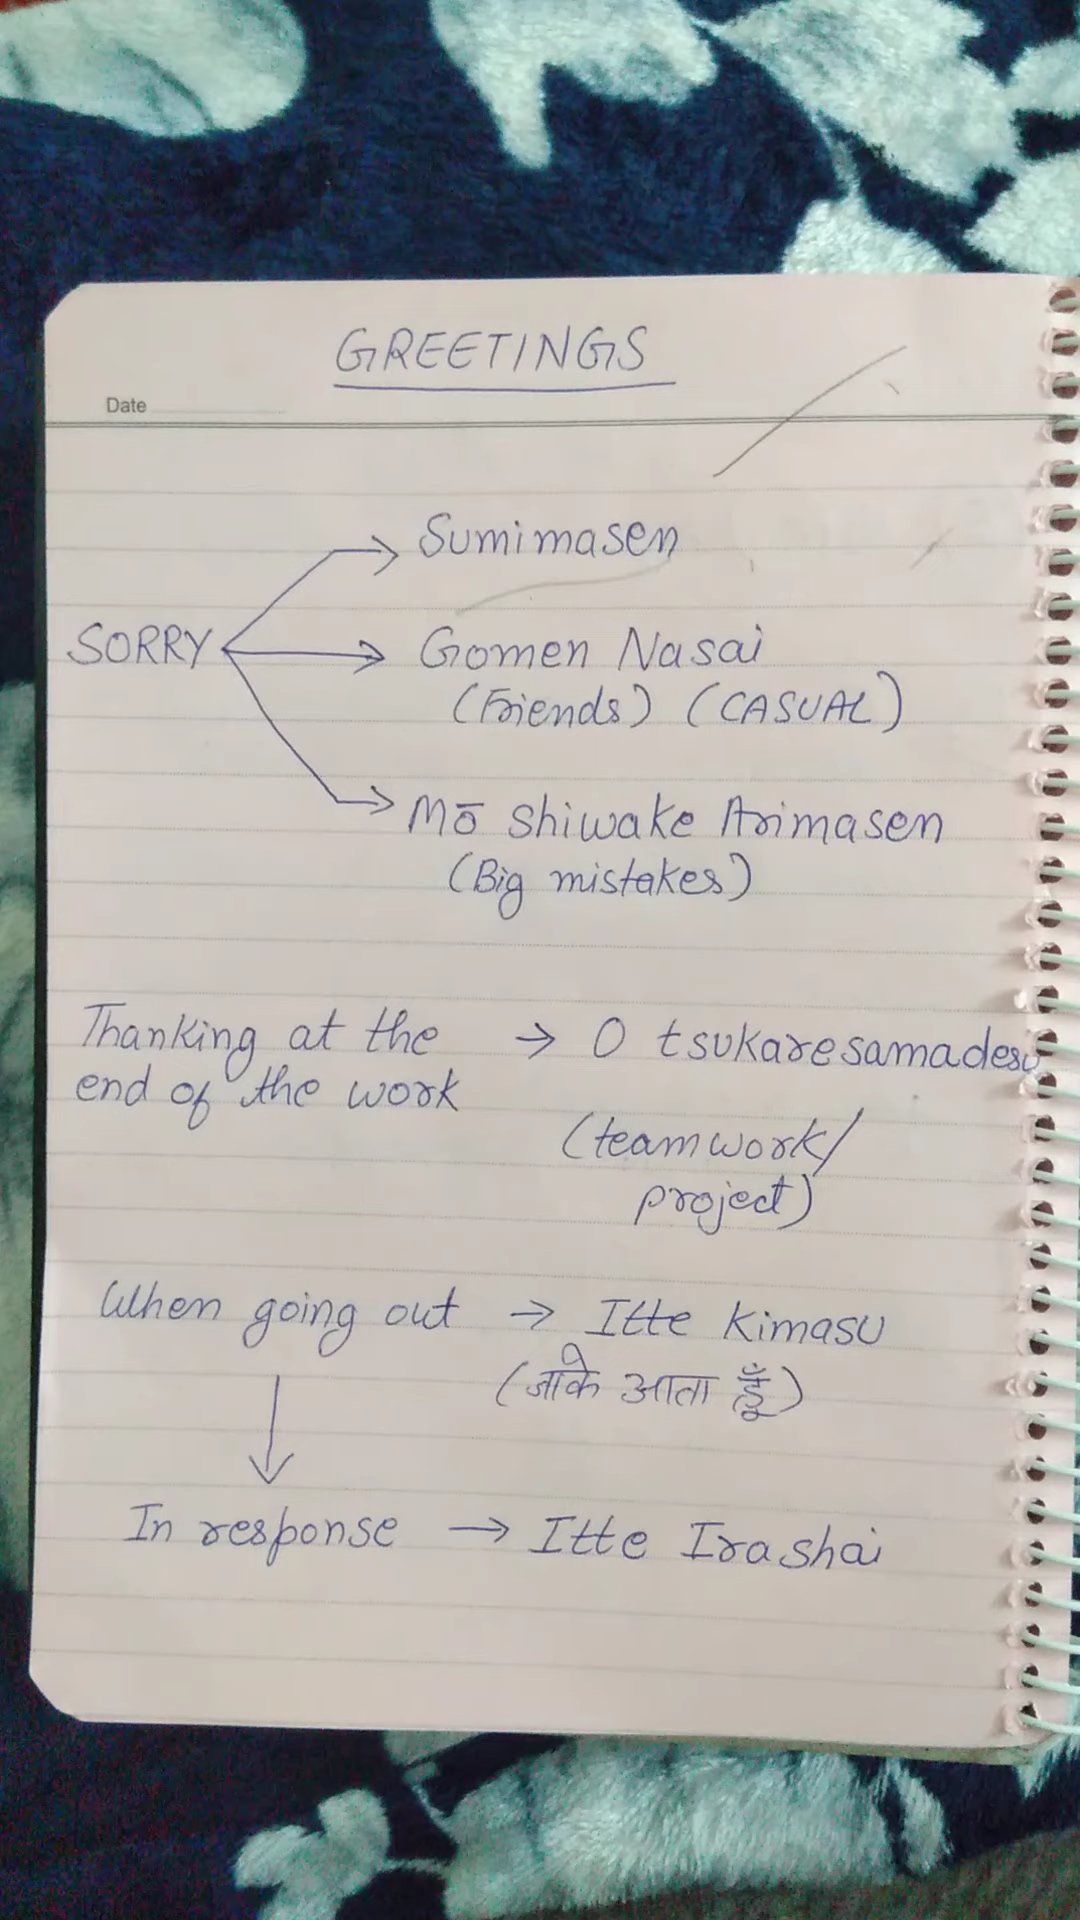 GREETINGS
Date
Sumimasen
SORRY
Gomen Nasai
(Friends) (CASUAL)
Mō shiwake Arimasen
(Big mistakes)
Thanking at the → O tsukaresamadesu
end of the work
(teamwork/
project)
When going out → Itte Kimasu
(जाके आता हूँ)
In response → Itte Irashai